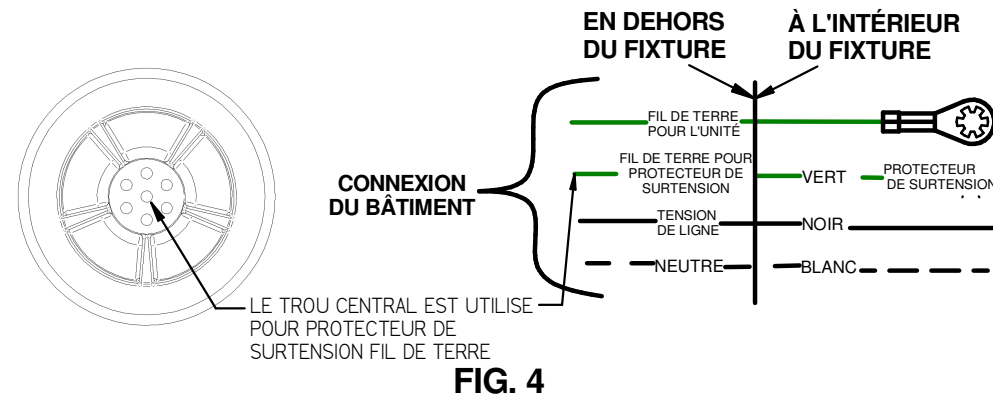 EN DEHORS
DU FIXTURE
À L'INTÉRIEUR
DU FIXTURE
FIL DE TERRE
POUR L'UNITÉ
FIL DE TERRE POUR
PROTECTEUR DE
SURTENSION
VERT
PROTECTEUR
DE SURTENSION
CONNEXION
DU BÂTIMENT
TENSION
DE LIGNE
NOIR
NEUTRE
BLANC
LE TROU CENTRAL EST UTILISE
POUR PROTECTEUR DE
SURTENSION FIL DE TERRE
FIG. 4